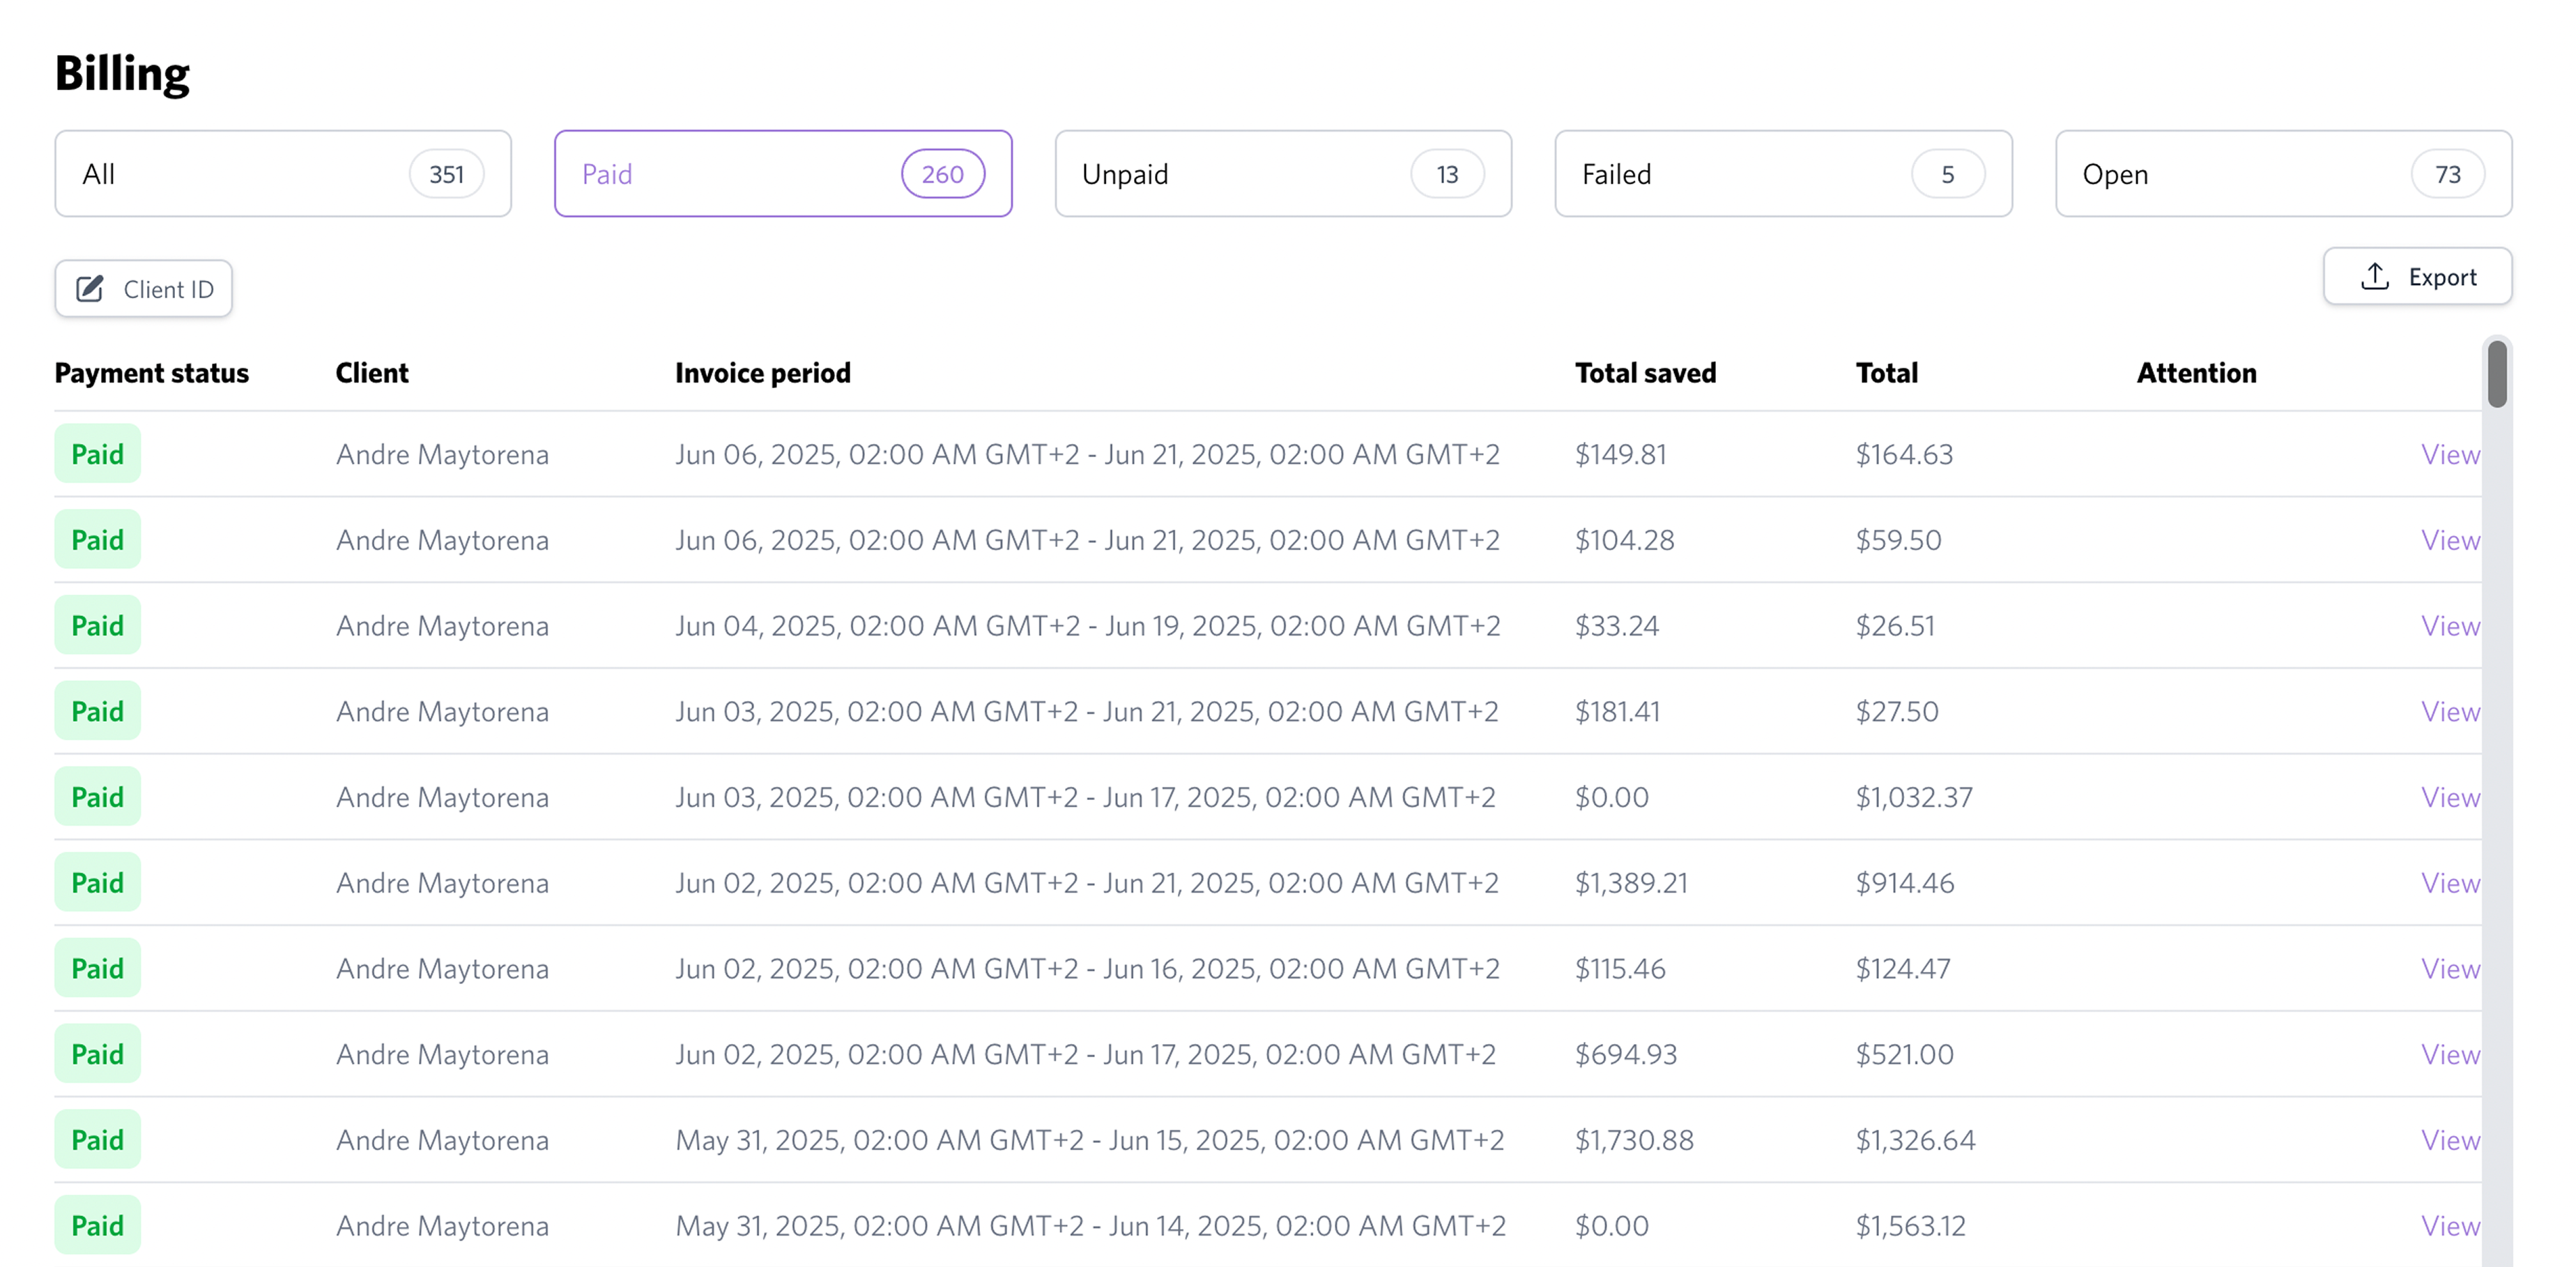 Billing
All 351 Paid 260 Unpaid 13 Failed 5 Open 73
Client ID Export
Payment status Client Invoice period Total saved Total Attention
Paid Andre Maytorena Jun 06, 2025, 02:00 AM GMT+2 - Jun 21, 2025, 02:00 AM GMT+2 $149.81 $164.63 View
Paid Andre Maytorena Jun 06, 2025, 02:00 AM GMT+2 - Jun 21, 2025, 02:00 AM GMT+2 $104.28 $59.50 View
Paid Andre Maytorena Jun 04, 2025, 02:00 AM GMT+2 - Jun 19, 2025, 02:00 AM GMT+2 $33.24 $26.51 View
Paid Andre Maytorena Jun 03, 2025, 02:00 AM GMT+2 - Jun 21, 2025, 02:00 AM GMT+2 $181.41 $27.50 View
Paid Andre Maytorena Jun 03, 2025, 02:00 AM GMT+2 - Jun 17, 2025, 02:00 AM GMT+2 $0.00 $1,032.37 View
Paid Andre Maytorena Jun 02, 2025, 02:00 AM GMT+2 - Jun 21, 2025, 02:00 AM GMT+2 $1,389.21 $914.46 View
Paid Andre Maytorena Jun 02, 2025, 02:00 AM GMT+2 - Jun 16, 2025, 02:00 AM GMT+2 $115.46 $124.47 View
Paid Andre Maytorena Jun 02, 2025, 02:00 AM GMT+2 - Jun 17, 2025, 02:00 AM GMT+2 $694.93 $521.00 View
Paid Andre Maytorena May 31, 2025, 02:00 AM GMT+2 - Jun 15, 2025, 02:00 AM GMT+2 $1,730.88 $1,326.64 View
Paid Andre Maytorena May 31, 2025, 02:00 AM GMT+2 - Jun 14, 2025, 02:00 AM GMT+2 $0.00 $1,563.12 View